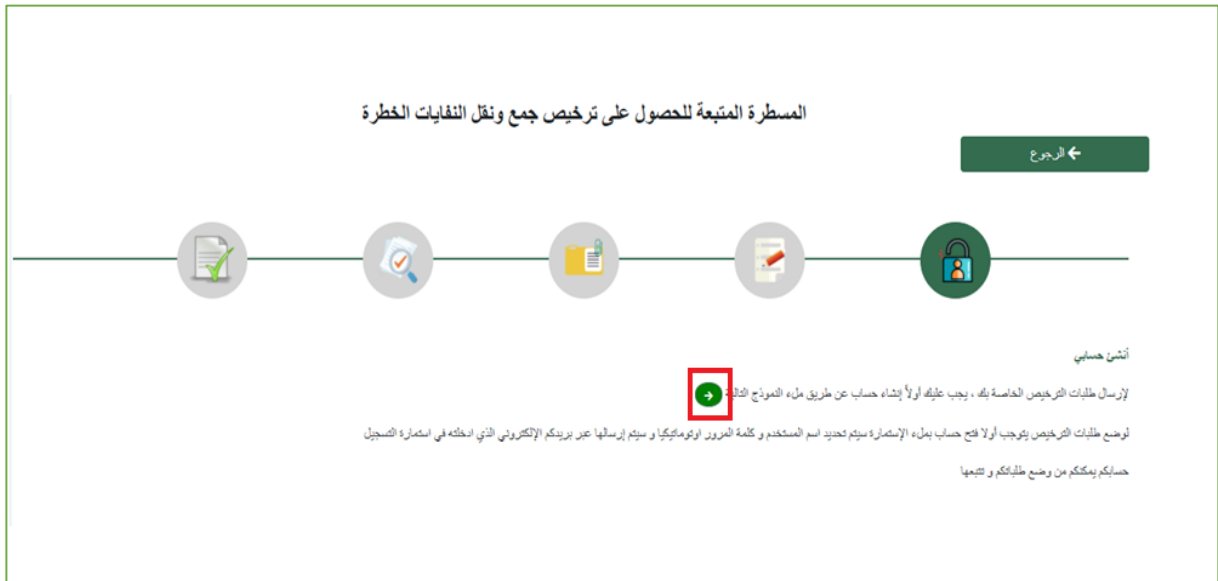 المسطرة المتبعة للحصول على ترخيص جمع ونقل النفايات الخطرة
الرجوع
أنشئ حسابي
لإرسال طلبات الترخيص الخاصة بك ، يجب عليك أولاً إنشاء حساب عن طريق ملء النموذج التالي
لوضع طلبات الترخيص يتوجب أولا فتح حساب بملء الإستمارة سيتم تحديد اسم المستخدم و كلمة المرور اوتوماتيكيا و سيتم إرسالها عبر بريدكم الإلكتروني الذي ادخلته في استمارة التسجيل
حسابكم يمكنكم من وضع طلباتكم و تتبعها